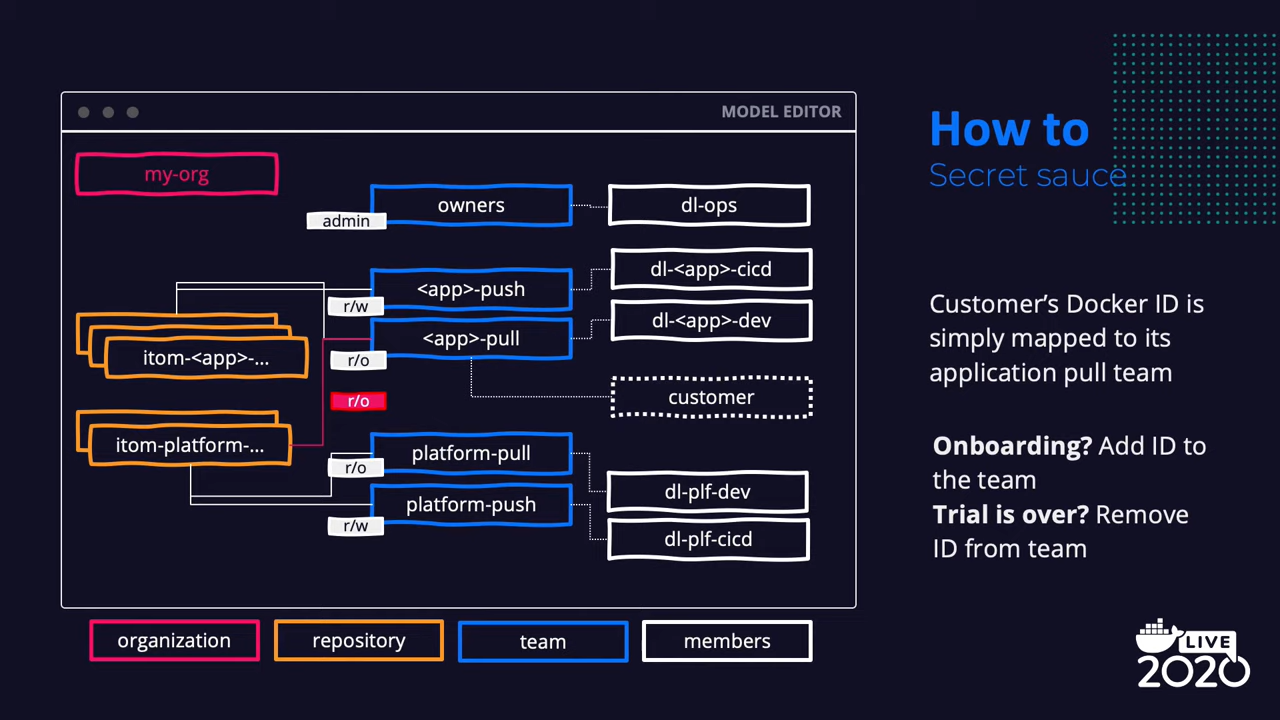 MODEL EDITOR
my-org
owners
admin
dl-ops
<app>-push
r/w
dl-<app>-cicd
<app>-pull
r/o
dl-<app>-dev
itom-<app>-...
r/o
customer
itom-platform-...
platform-pull
r/o
platform-push
r/w
dl-plf-dev
dl-plf-cicd
organization
repository
team
members
How to
Secret sauce
Customer’s Docker ID is
simply mapped to its
application pull team
Onboarding? Add ID to
the team
Trial is over? Remove
ID from team
LIVE
2020